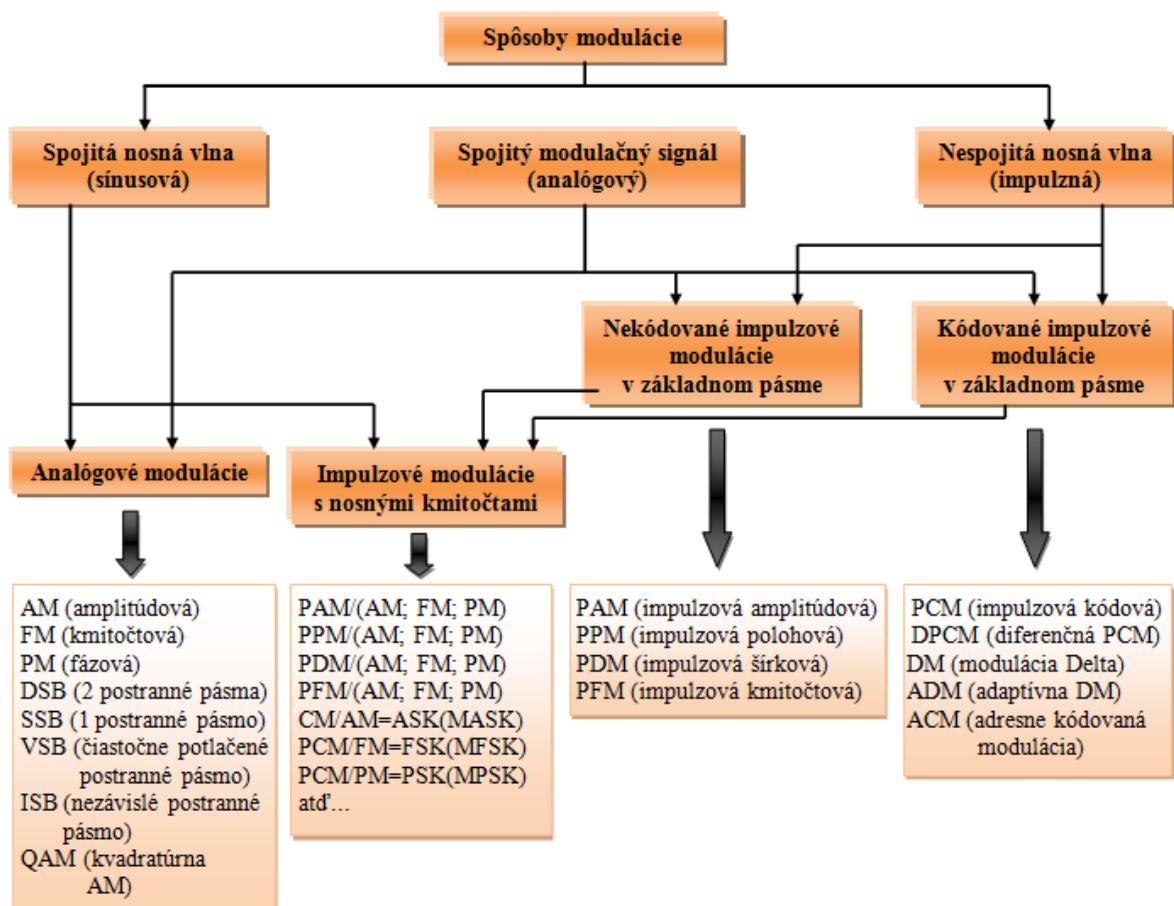 Spôsoby modulácie
Spojitá nosná vlna
(sínusová)
Spojitý modulačný signál
(analógový)
Nespojitá nosná vlna
(impulzná)
Nekódované impulzové
modulácie
v základnom pásme
Kódované impulzové
modulácie
v základnom pásme
Analógové modulácie
Impulzové modulácie
s nosnými kmitočtami
AM (amplitúdová)
FM (kmitočtová)
PM (fázová)
DSB (2 postranné pásma)
SSB (1 postranné pásmo)
VSB (čiastočne potlačené
postranné pásmo)
ISB (nezávislé postranné
pásmo)
QAM (kvadratúrna
AM)
PAM/(AM; FM; PM)
PPM/(AM; FM; PM)
PDM/(AM; FM; PM)
PFM/(AM; FM; PM)
CM/AM=ASK(MASK)
PCM/FM=FSK(MFSK)
PCM/PM=PSK(MPSK)
atď...
PAM (impulzová amplitúdová)
PPM (impulzová polohová)
PDM (impulzová šírková)
PFM (impulzová kmitočtová)
PCM (impulzová kódová)
DPCM (diferenčná PCM)
DM (modulácia Delta)
ADM (adaptívna DM)
ACM (adresne kódovaná
modulácia)